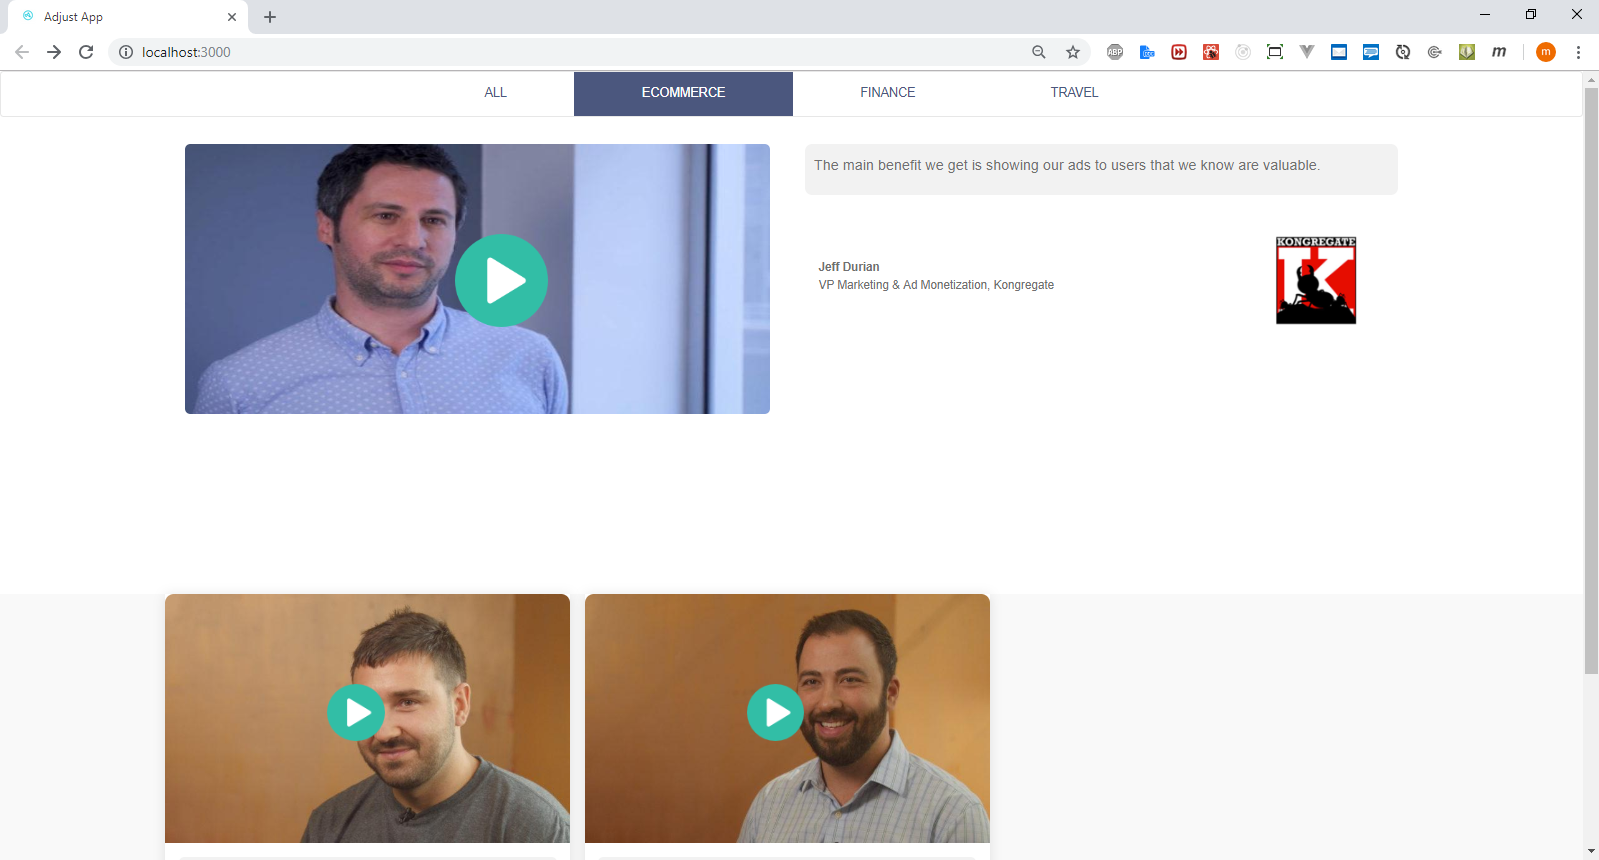 Adjust App
localhost:3000
ABP
m
m
ALL ECOMMERCE FINANCE TRAVEL
The main benefit we get is showing our ads to users that we know are valuable.
KONGREGATE
K
Jeff Durian
VP Marketing & Ad Monetization, Kongregate